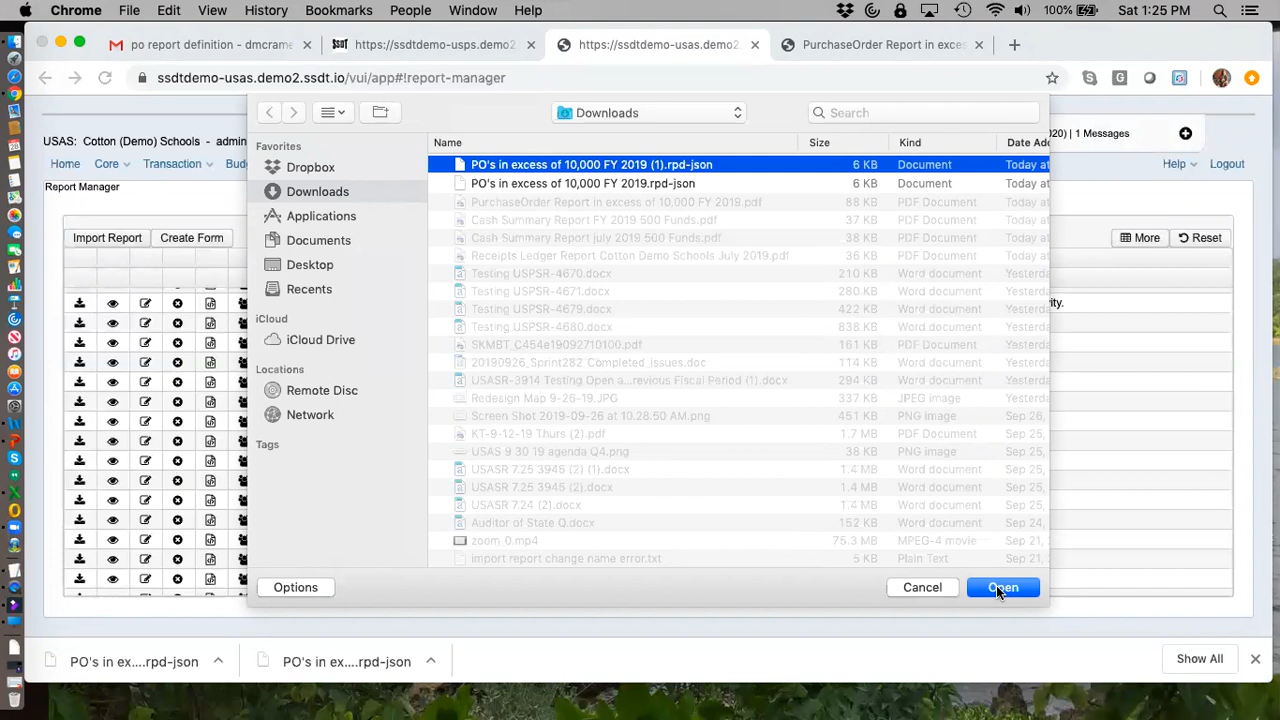 Chrome File Edit View History Bookmarks People Window Help 100% Sat 1:25 PM
po report definition - dmcrame × https://ssdtdemo-usps.demo2. × https://ssdtdemo-usas.demo2. × PurchaseOrder Report in exces ×
ssdtdemo-usas.demo2.ssdt.io/vui/app#!report-manager
Downloads Search
USAS: Cotton (Demo) Schools - admin 020) | 1 Messages
Home Core Transaction Bud Help Logout
Report Manager
Import Report Create Form More Reset
ity.
Favorites
Dropbox
Downloads
Applications
Documents
Desktop
Recents
iCloud
iCloud Drive
Locations
Remote Disc
Network
Tags
Name Size Kind Date Ad
PO's in excess of 10,000 FY 2019 (1).rpd-json 6 KB Document Today at
PO's in excess of 10,000 FY 2019.rpd-json 6 KB Document Today at
PurchaseOrder Report in excess of 10,000 FY 2019.pdf 88 KB PDF Document Today at
Cash Summary Report FY 2019 500 Funds.pdf 37 KB PDF Document Today at
Cash Summary Report july 2019 500 Funds.pdf 38 KB PDF Document Today at
Receipts Ledger Report Cotton Demo Schools July 2019.pdf 36 KB PDF Document Today at
Testing USPSR-4670.docx 210 KB Word document Yesterda
Testing USPSR-4671.docx 280 KB Word document Yesterda
Testing USPSR-4679.docx 422 KB Word document Yesterda
Testing USPSR-4680.docx 838 KB Word document Yesterda
SKMBT_C454e19092710100.pdf 161 KB PDF Document Yesterda
20190926_Sprint282 Completed_issues.doc 114 KB Word document Yesterda
USASR-3914 Testing Open a...revious Fiscal Period (1).docx 294 KB Word document Yesterda
Redesign Map 9-26-19.JPG 337 KB JPEG image Yesterda
Screen Shot 2019-09-26 at 10.28.50 AM.png 451 KB PNG image Sep 26,
KT-9-12-19 Thurs (2).pdf 1.7 MB PDF Document Sep 25,
USAS 9 30 19 agenda Q4.png 38 KB PNG image Sep 25,
USASR 7.25 3945 (2) (1).docx 1.4 MB Word document Sep 25,
USASR 7.25 3945 (2).docx 1.4 MB Word document Sep 25,
USASR 7.24 (2).docx 1.4 MB Word document Sep 25,
Auditor of State Q.docx 152 KB Word document Sep 24,
zoom_0.mp4 75.3 MB MPEG-4 movie Sep 21,
import report change name error.txt 5 KB Plain Text Sep 21,
Options Cancel Open
PO's in ex....rpd-json PO's in ex....rpd-json Show All